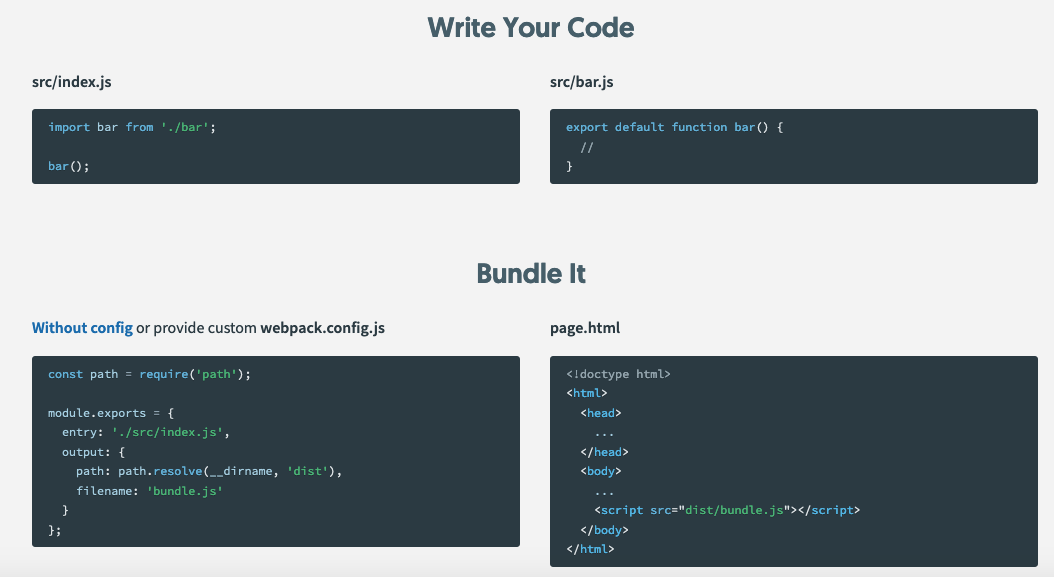 Write Your Code
src/index.js
import bar from './bar';
bar();
src/bar.js
export default function bar() {
  //
}
Bundle It
Without config or provide custom webpack.config.js
const path = require('path');
module.exports = {
  entry: './src/index.js',
  output: {
    path: path.resolve(__dirname, 'dist'),
    filename: 'bundle.js'
  }
};
page.html
<!doctype html>
<html>
  <head>
    ...
  </head>
  <body>
    ...
    <script src="dist/bundle.js"></script>
  </body>
</html>